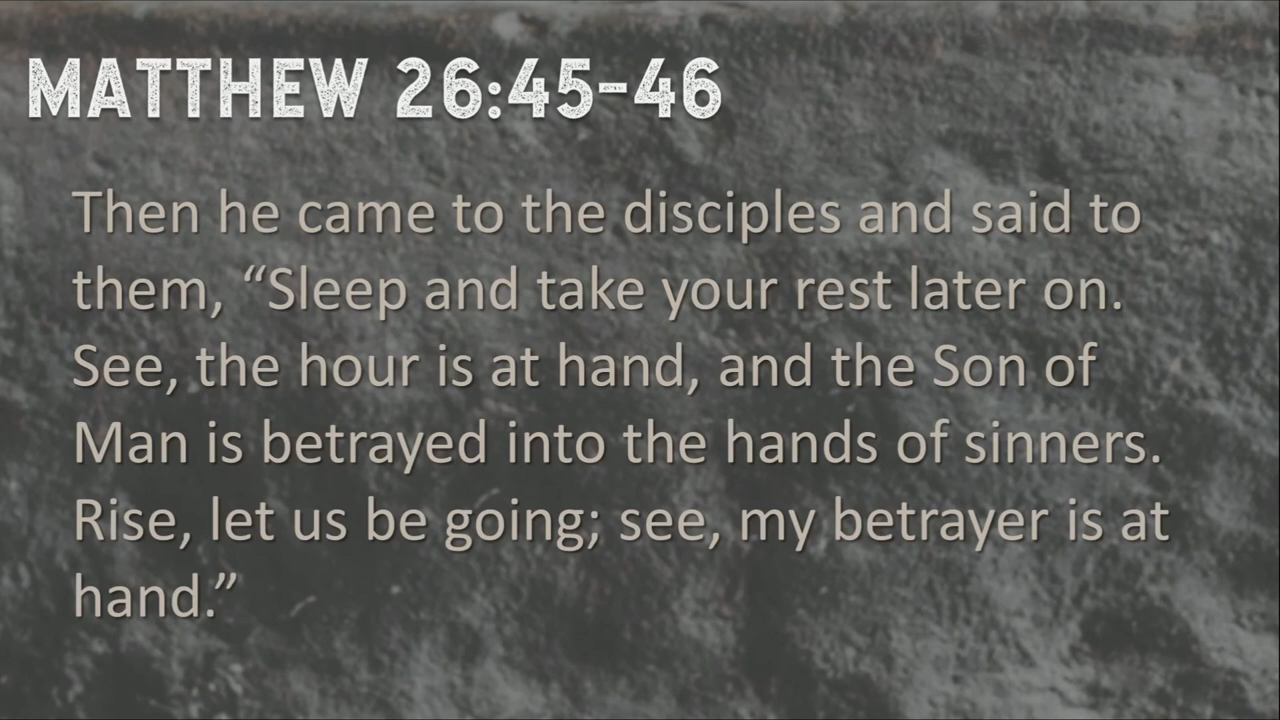 MATTHEW 26:45-46
Then he came to the disciples and said to
them, “Sleep and take your rest later on.
See, the hour is at hand, and the Son of
Man is betrayed into the hands of sinners.
Rise, let us be going; see, my betrayer is at
hand.”